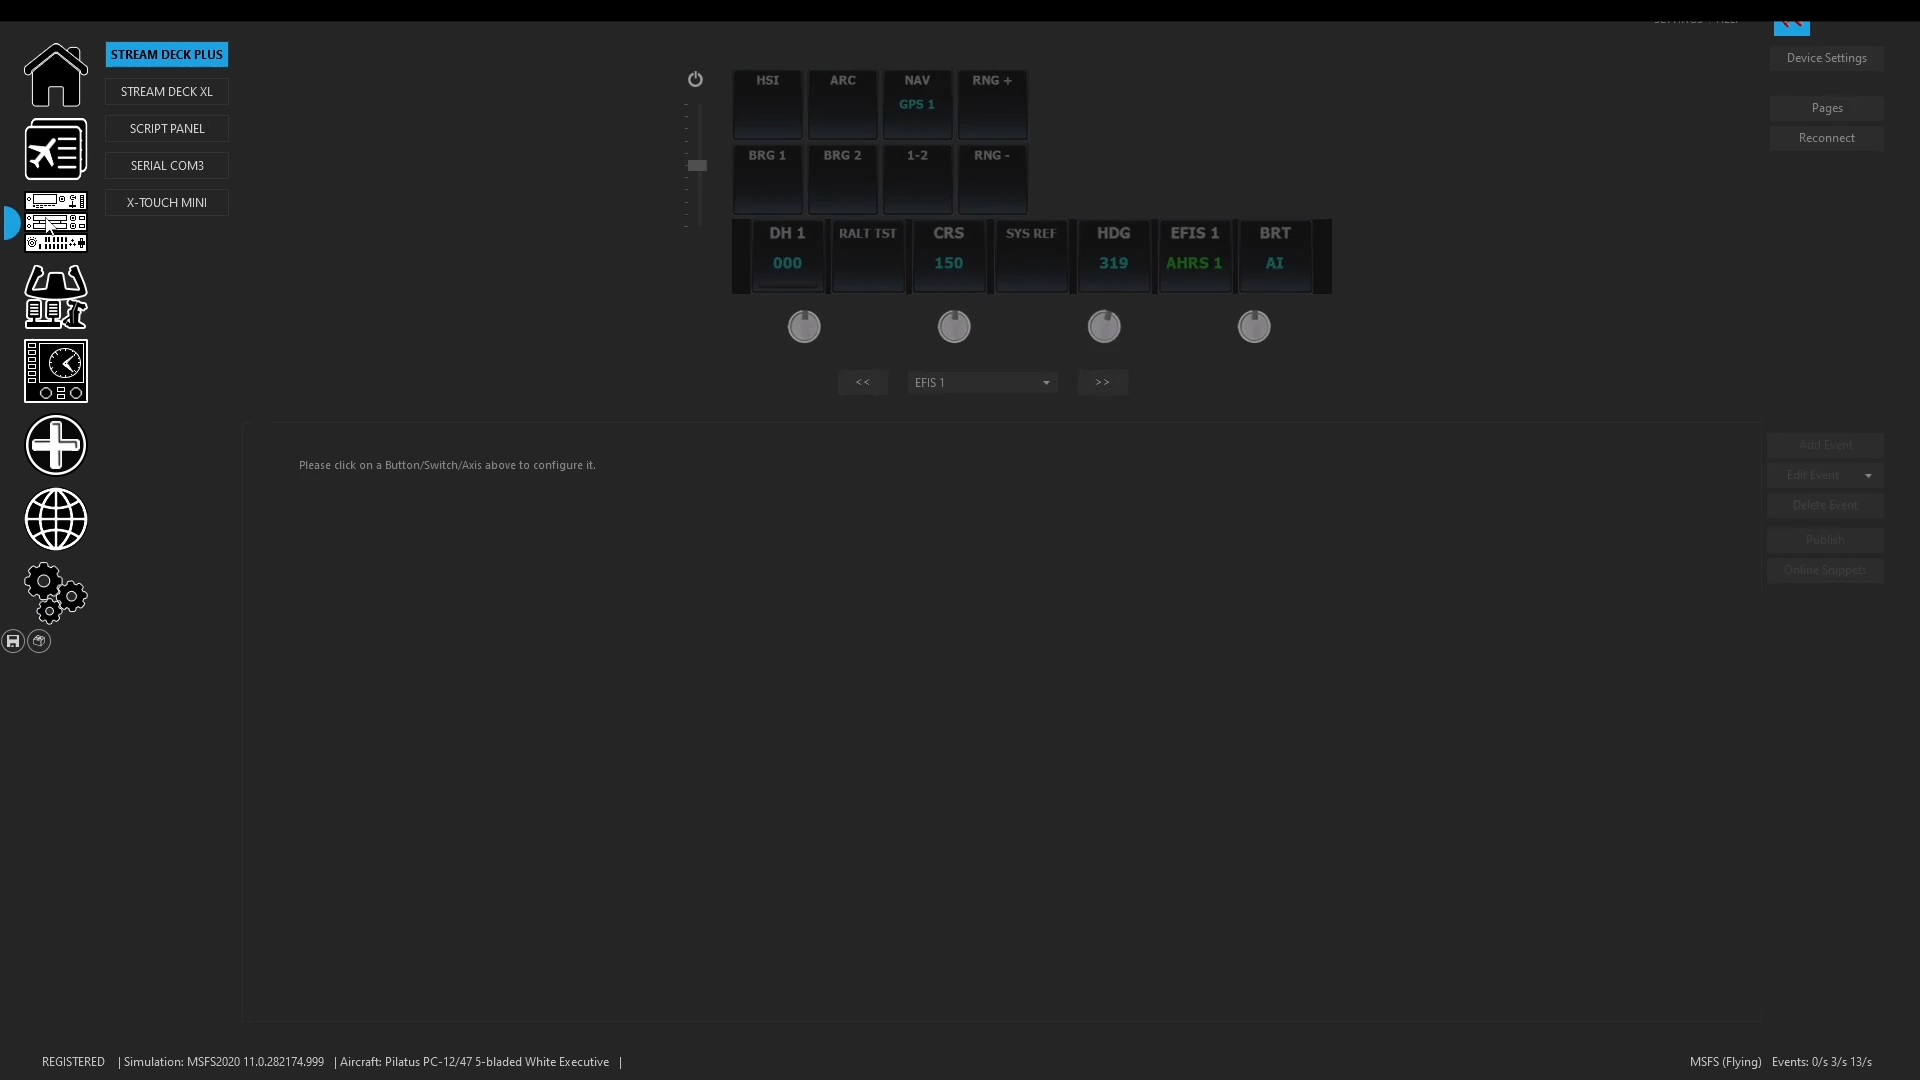 SETTINGS HELP
STREAM DECK PLUS
STREAM DECK XL
SCRIPT PANEL
SERIAL COM3
X-TOUCH MINI
HSI
ARC
NAV
GPS 1
RNG +
BRG 1
BRG 2
1-2
RNG -
DH 1
000
RALT TST
CRS
150
SYS REF
HDG
319
EFIS 1
AHRS 1
BRT
AI
<<
EFIS 1
>>
Device Settings
Pages
Reconnect
Please click on a Button/Switch/Axis above to configure it.
Add Event
Edit Event
Delete Event
Publish
Online Snippets
REGISTERED | Simulation: MSFS2020 11.0.282174.999 | Aircraft: Pilatus PC-12/47 5-bladed White Executive |
MSFS (Flying) Events: 0/s 3/s 13/s